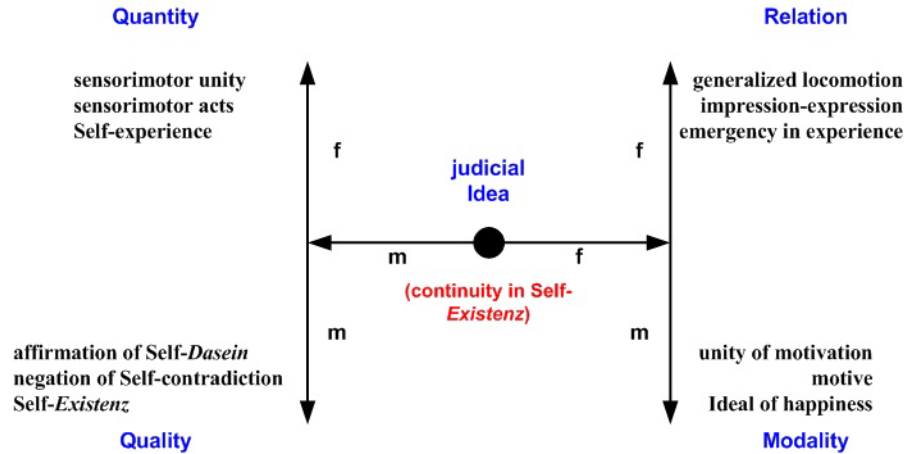 Quantity
Relation
sensorimotor unity
sensorimotor acts
Self-experience
generalized locomotion
impression-expression
emergency in experience
f
f
judicial
Idea
m
f
(continuity in Self-
Existenz)
m
m
affirmation of Self-Dasein
negation of Self-contradiction
Self-Existenz
unity of motivation
motive
Ideal of happiness
Quality
Modality